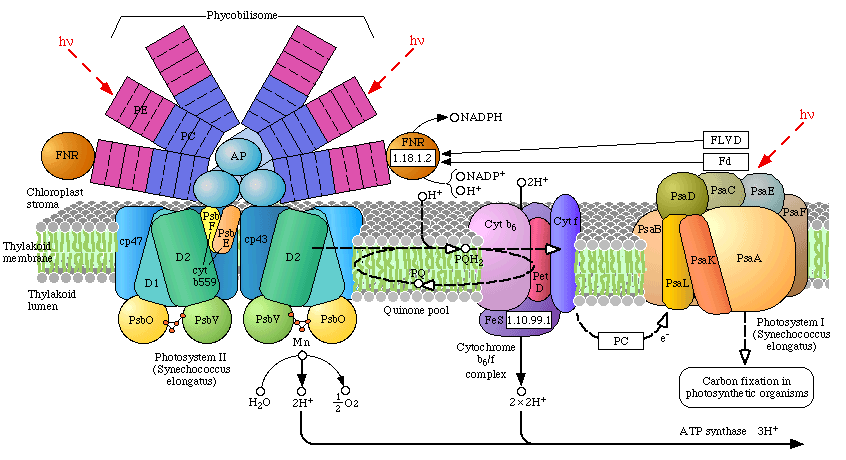 Phycobilisome
hν
hν
hν
PE
PC
AP
FNR
FNR
1.18.1.2
NADPH
NADP+
H+
FLVD
Fd
Chloroplast
stroma
H+
2H+
Thylakoid
membrane
Thylakoid
lumen
cp47
D1
D2
Psb
F
Psb
E
cyt
b559
cp43
D2
PsbO
PsbV
PsbV
PsbO
PQ
PQH2
Quinone pool
Cyt b6
Cyt f
Pet
D
FeS
1.10.99.1
Cytochrome
b6/f
complex
PC
e-
PsaD
PsaC
PsaE
PsaF
PsaB
PsaL
PsaK
PsaA
Photosystem I
(Synechococcus
elongatus)
Photosystem II
(Synechococcus
elongatus)
Mn
H2O
2H+
1/2 O2
2×2H+
Carbon fixation in
photosynthetic organisms
ATP synthase 3H+